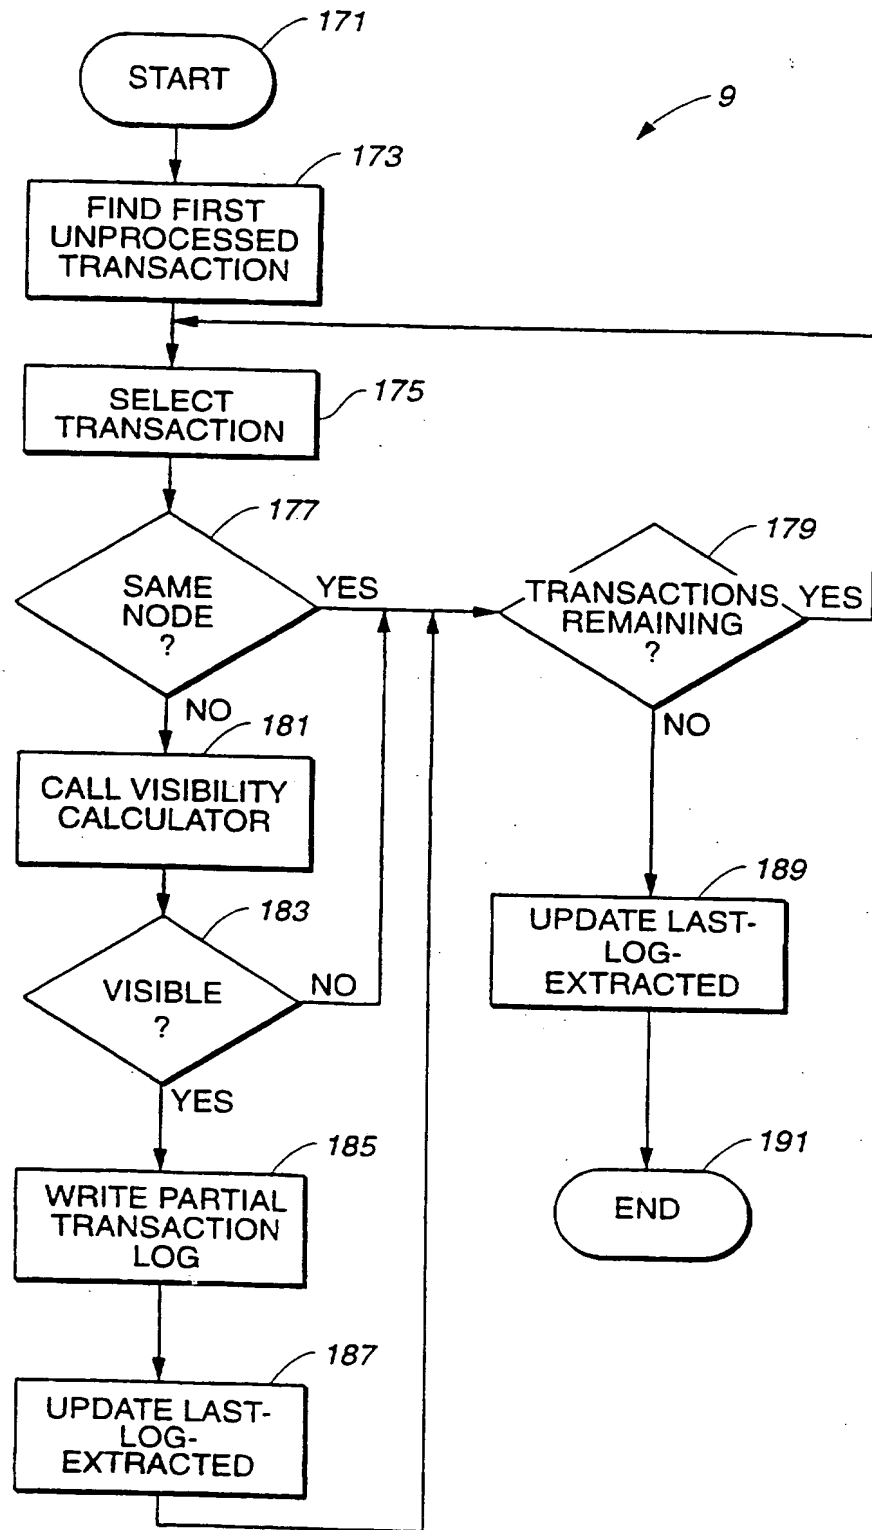 171
START
9
173
FIND FIRST
UNPROCESSED
TRANSACTION
175
SELECT
TRANSACTION
177
SAME
NODE
?
YES
NO
179
TRANSACTIONS
REMAINING
?
YES
NO
181
CALL VISIBILITY
CALCULATOR
183
VISIBLE
?
NO
YES
189
UPDATE LAST-
LOG-
EXTRACTED
185
WRITE PARTIAL
TRANSACTION
LOG
191
END
187
UPDATE LAST-
LOG-
EXTRACTED